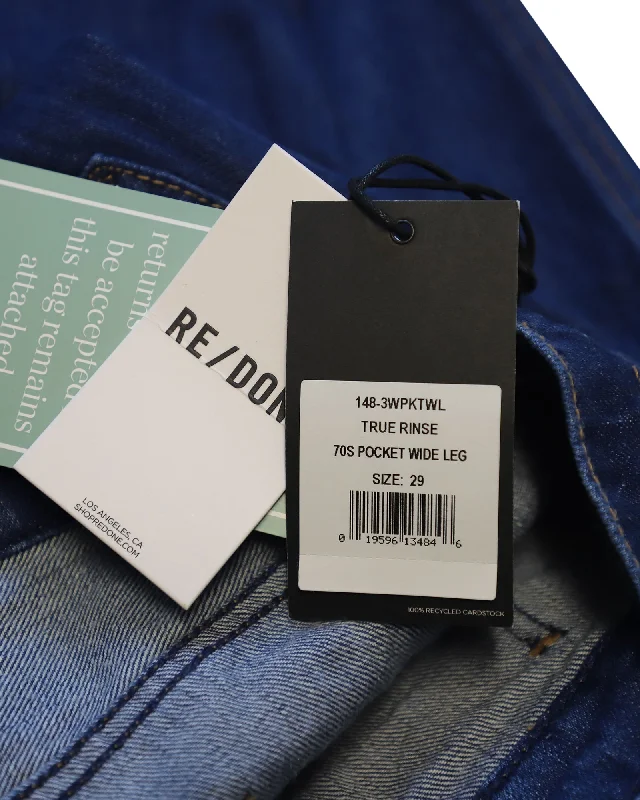 returns
be accepted
this tag remains
attached
RE/DON
LOS ANGELES, CA
SHOPREDONE.COM
148-3WPKTWL
TRUE RINSE
70S POCKET WIDE LEG
SIZE: 29
0 19596 13484 6
100% RECYCLED CARDSTOCK